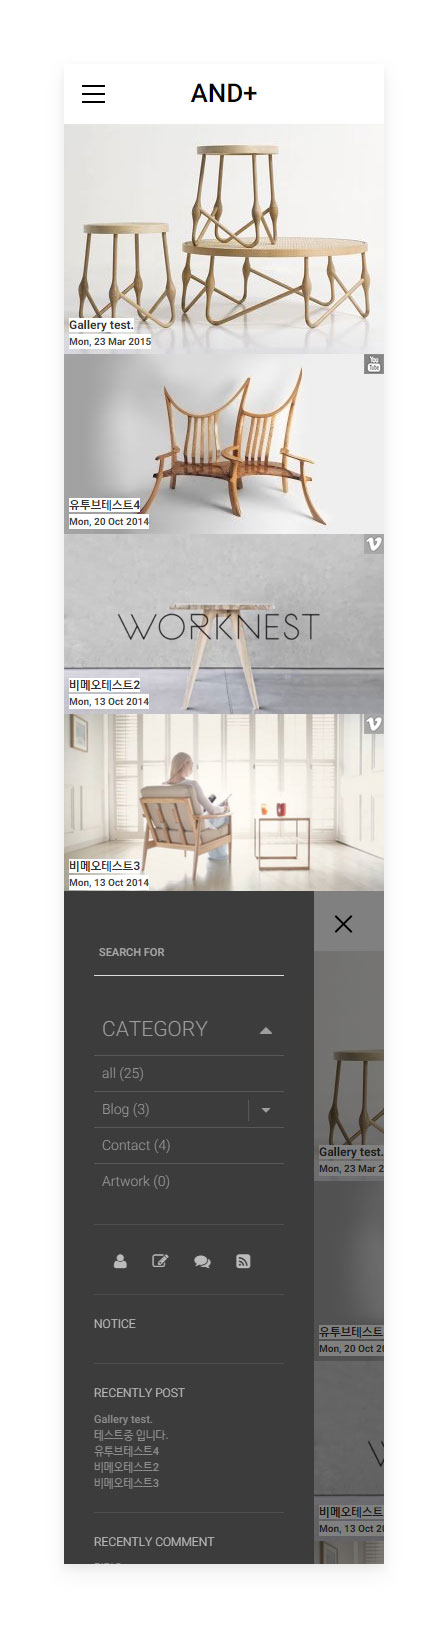 AND+
Gallery test.
Mon, 23 Mar 2015
You
Tube
유투브테스트4
Mon, 20 Oct 2014
WORKNEST
비메오테스트2
Mon, 13 Oct 2014
비메오테스트3
Mon, 13 Oct 2014
SEARCH FOR
CATEGORY
all (25)
Blog (3)
Contact (4)
Artwork (0)
NOTICE
RECENTLY POST
Gallery test.
테스트중 입니다.
유투브테스트4
비메오테스트2
비메오테스트3
RECENTLY COMMENT
Gallery test.
Mon, 23 Mar 2
유투브테스트
Mon, 20 Oct 20
비메오테스트
Mon, 13 Oct 20